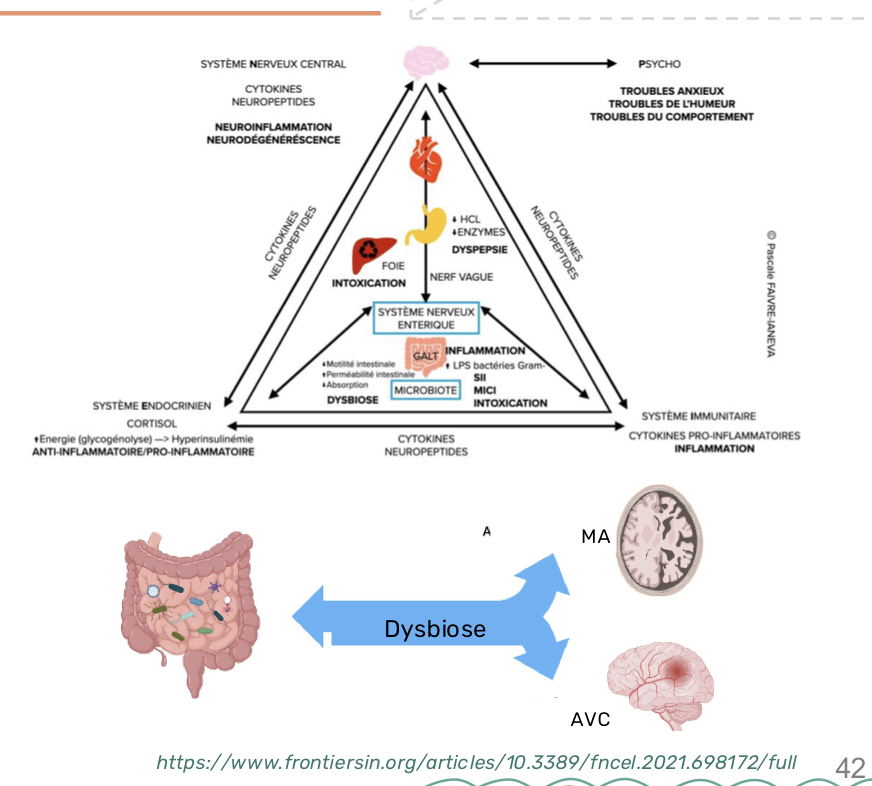 SYSTÈME NERVEUX CENTRAL
CYTOKINES
NEUROPEPTIDES
NEUROINFLAMMATION
NEURODÉGÉNÉRÉSCENCE
PSYCHO
TROUBLES ANXIEUX
TROUBLES DE L'HUMEUR
TROUBLES DU COMPORTEMENT
CYTOKINES
NEUROPEPTIDES
CYTOKINES
NEUROPEPTIDES
HCL
ENZYMES
DYSPEPSIE
FOIE
INTOXICATION
NERF VAGUE
SYSTÈME NERVEUX
ENTERIQUE
GALT
INFLAMMATION
LPS bactéries Gram-
SII
MICI
INTOXICATION
Motilité intestinale
Perméabilité intestinale
Absorption
DYSBIOSE
MICROBIOTE
SYSTÈME ENDOCRINIEN
CORTISOL
Energie (glycogénolyse) —> Hyperinsulinémie
ANTI-INFLAMMATOIRE/PRO-INFLAMMATOIRE
CYTOKINES
NEUROPEPTIDES
SYSTÈME IMMUNITAIRE
CYTOKINES PRO-INFLAMMATOIRES
INFLAMMATION
© Pascale FAIVRE-IANEVA
A
MA
Dysbiose
AVC
https://www.frontiersin.org/articles/10.3389/fncel.2021.698172/full
42